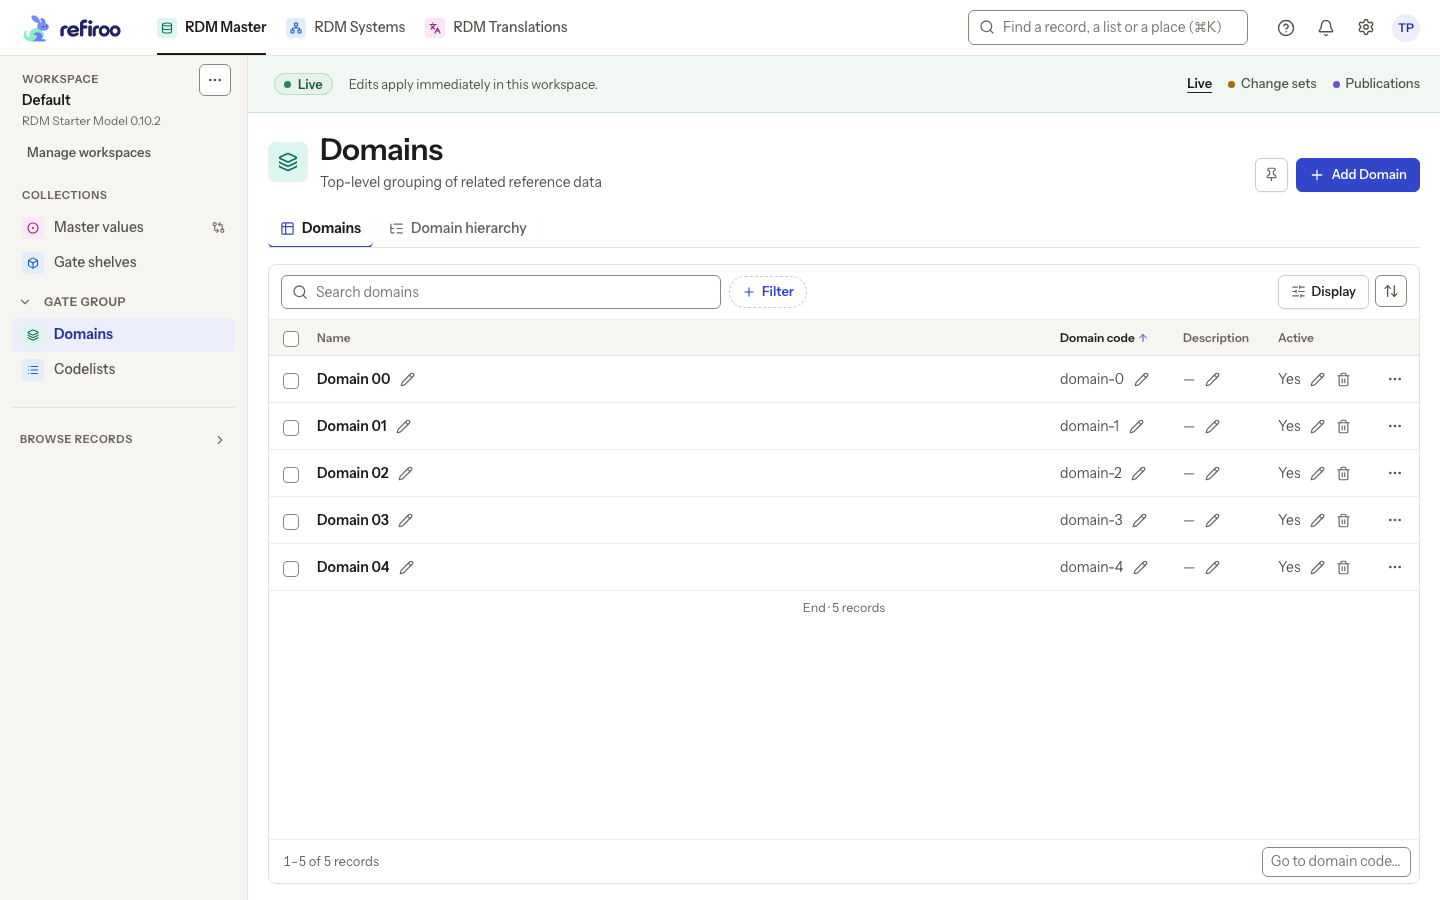 refiroo
RDM Master
RDM Systems
RDM Translations
Find a record, a list or a place (⌘K)
TP
WORKSPACE
Default
RDM Starter Model 0.10.2
Manage workspaces
COLLECTIONS
Master values
Gate shelves
GATE GROUP
Domains
Codelists
BROWSE RECORDS
Live
Edits apply immediately in this workspace.
Live
Change sets
Publications
Domains
Top-level grouping of related reference data
Add Domain
Domains
Domain hierarchy
Search domains
Filter
Display
Name Domain code Description Active
Domain 00 domain-0 — Yes
Domain 01 domain-1 — Yes
Domain 02 domain-2 — Yes
Domain 03 domain-3 — Yes
Domain 04 domain-4 — Yes
End · 5 records
1–5 of 5 records
Go to domain code...